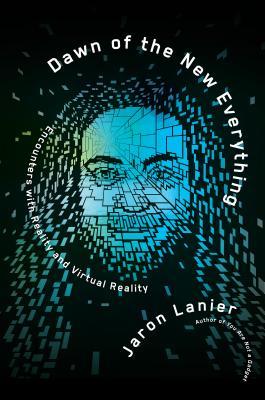 Dawn of the New Everything
Encounters with Reality and Virtual Reality
Jaron Lanier
Author of You Are Not a Gadget